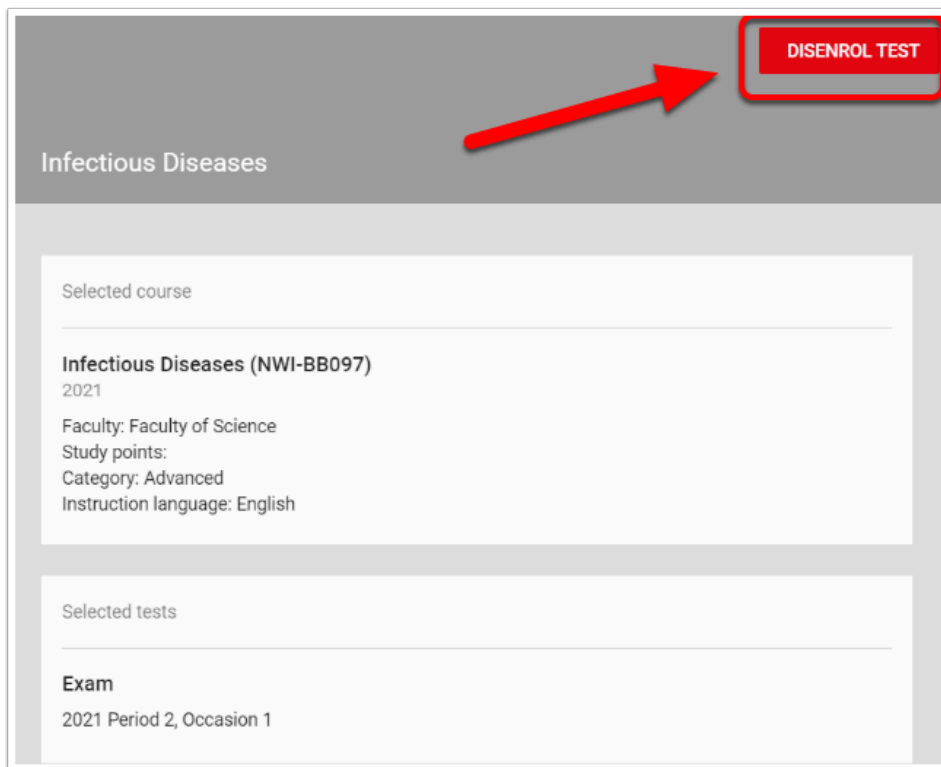 DISENROL TEST
Infectious Diseases
Selected course
Infectious Diseases (NWI-BB097)
2021
Faculty: Faculty of Science
Study points:
Category: Advanced
Instruction language: English
Selected tests
Exam
2021 Period 2, Occasion 1